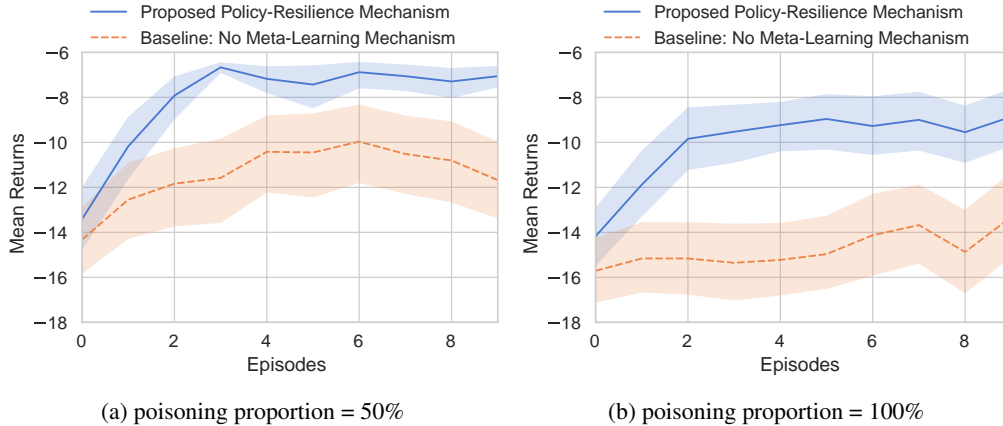 Proposed Policy-Resilience Mechanism
Baseline: No Meta-Learning Mechanism
−6
−8
−10
−12
−14
−16
−18
Mean Returns
0 2 4 6 8
Episodes
(a) poisoning proportion = 50%
Proposed Policy-Resilience Mechanism
Baseline: No Meta-Learning Mechanism
−6
−8
−10
−12
−14
−16
−18
Mean Returns
0 2 4 6 8
Episodes
(b) poisoning proportion = 100%